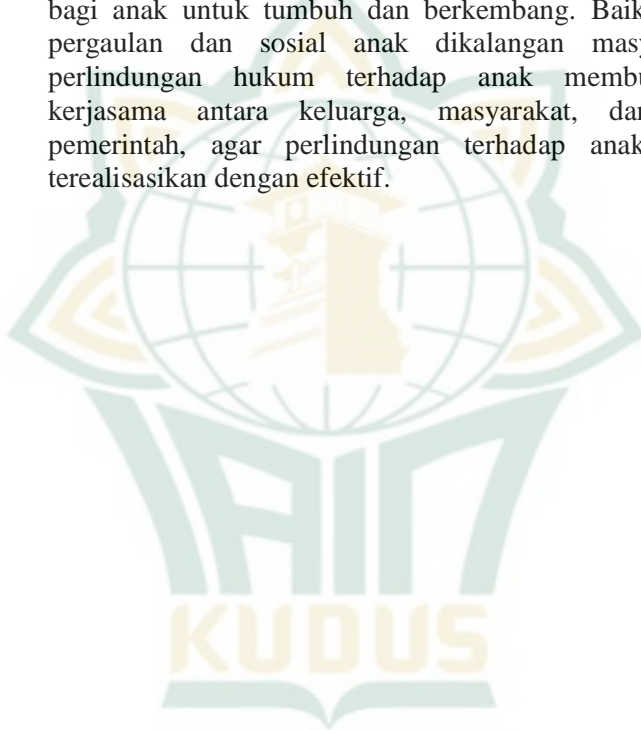 bagi anak untuk tumbuh dan berkembang. Baik
pergaulan dan sosial anak dikalangan
perlindungan hukum terhadap anak
kerjasama antara keluarga, masyarakat,
pemerintah, agar perlindungan terhadap anak
terealisasikan dengan efektif.
IAIN
KUDUS